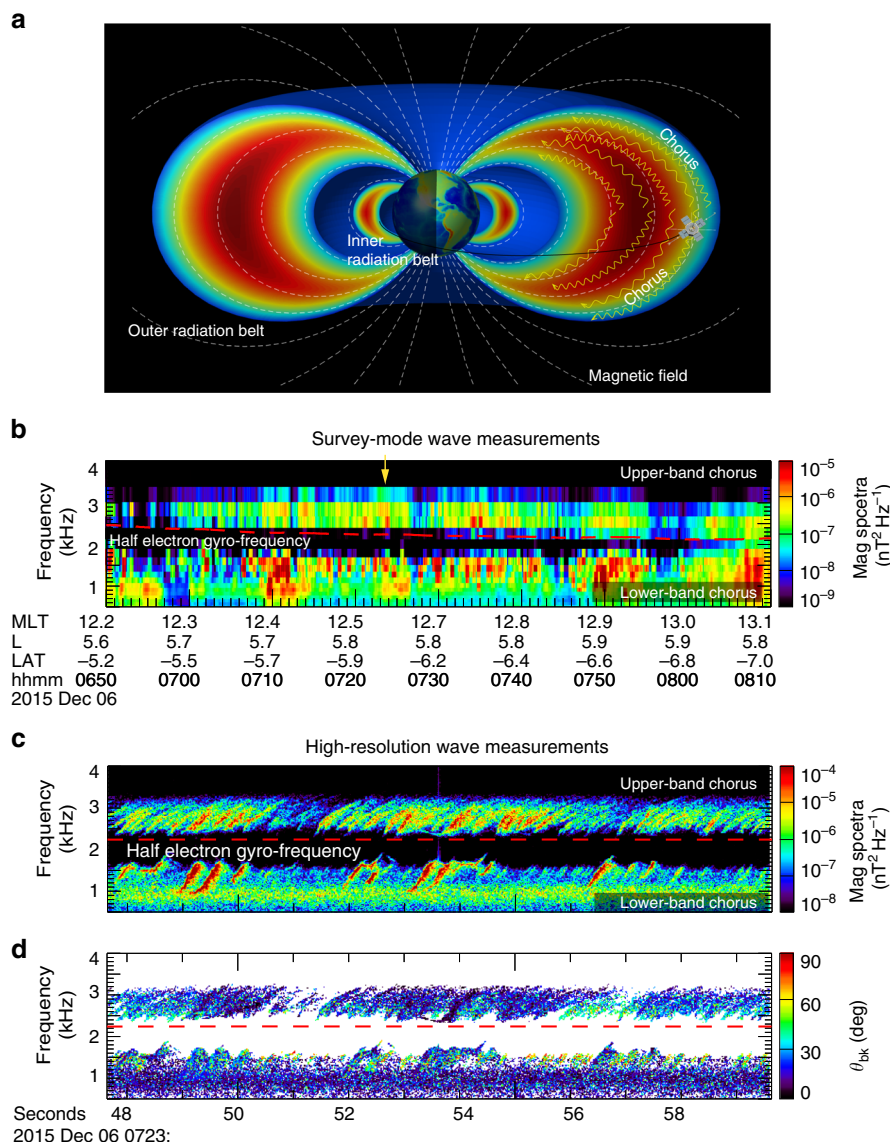 a
Chorus
Inner
radiation belt
Chorus
Outer radiation belt
Magnetic field
b
Survey-mode wave measurements
Frequency
(kHz)
4
3
2
1
Upper-band chorus
Half electron gyro-frequency
Lower-band chorus
10⁻⁵
10⁻⁶
10⁻⁷
10⁻⁸
10⁻⁹
Mag spcetra
(nT² Hz⁻¹)
MLT 12.2 12.3 12.4 12.5 12.7 12.8 12.9 13.0 13.1
L 5.6 5.7 5.7 5.8 5.8 5.8 5.9 5.9 5.8
LAT –5.2 –5.5 –5.7 –5.9 –6.2 –6.4 –6.6 –6.8 –7.0
hhmm 0650 0700 0710 0720 0730 0740 0750 0800 0810
2015 Dec 06
c
High-resolution wave measurements
Frequency
(kHz)
4
3
2
1
Upper-band chorus
Half electron gyro-frequency
Lower-band chorus
10⁻⁴
10⁻⁵
10⁻⁶
10⁻⁷
10⁻⁸
Mag spcetra
(nT² Hz⁻¹)
d
Frequency
(kHz)
4
3
2
1
90
60
30
0
θbk (deg)
Seconds 48 50 52 54 56 58
2015 Dec 06 0723: